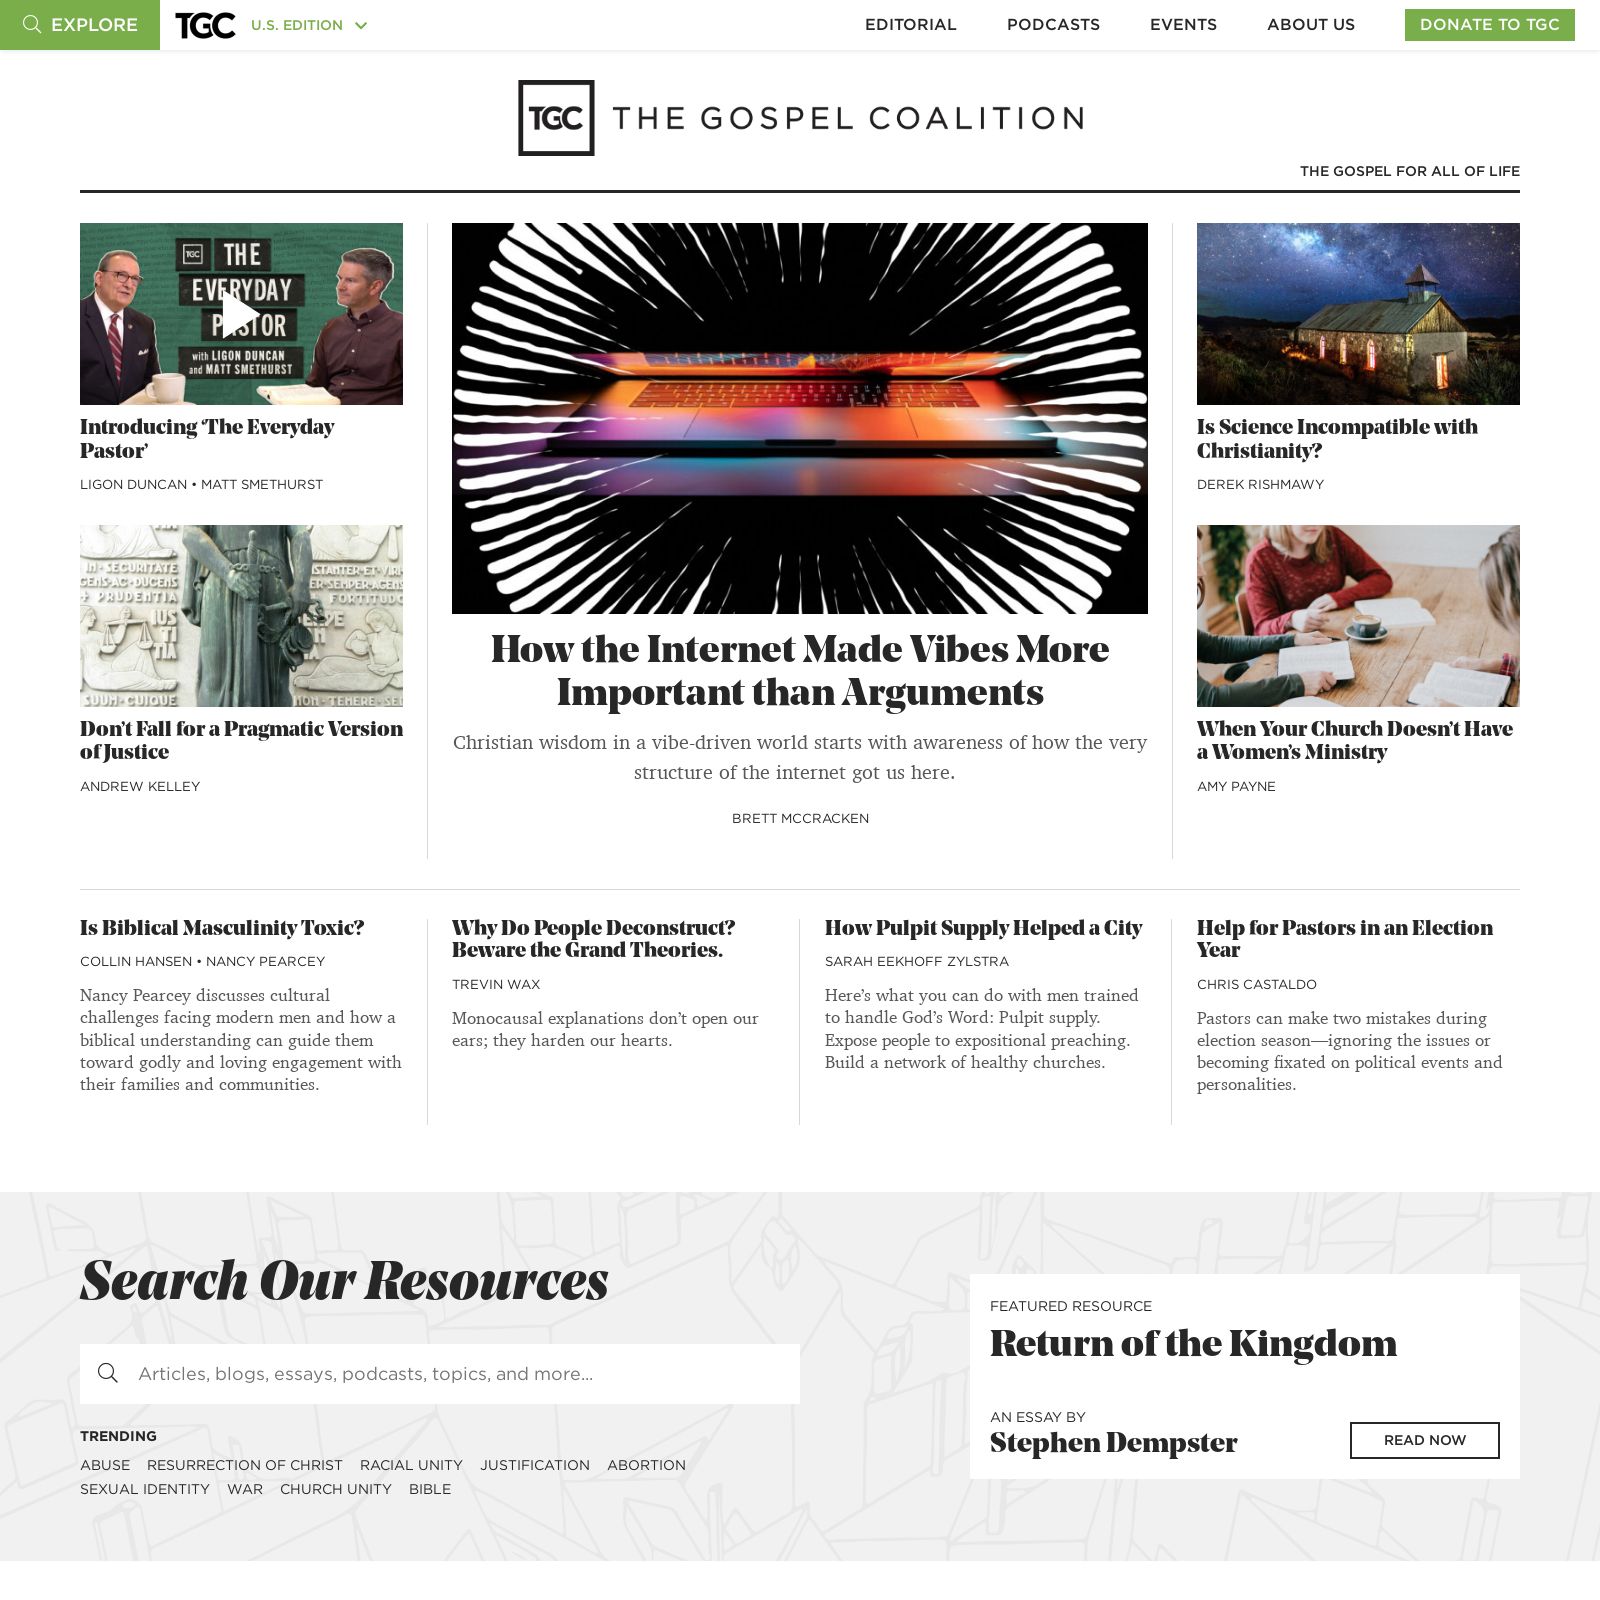 EXPLORE
TGC
U.S. EDITION
EDITORIAL
PODCASTS
EVENTS
ABOUT US
DONATE TO TGC
TGC
THE GOSPEL COALITION
THE GOSPEL FOR ALL OF LIFE
TGC
THE
EVERYDAY
PASTOR
with LIGON DUNCAN
and MATT SMETHURST
Introducing ‘The Everyday
Pastor’
LIGON DUNCAN • MATT SMETHURST
IN·SECURITATE
GENS·AC·DUCENS
+ PRUDENTIA
IUS
TI
TIA
SUUM·CUIQUE
ER·SEMPER·AGENS
FORTITUDO
NON·TEMERE·SED
Don’t Fall for a Pragmatic Version
of Justice
ANDREW KELLEY
How the Internet Made Vibes More
Important than Arguments
Christian wisdom in a vibe-driven world starts with awareness of how the very
structure of the internet got us here.
BRETT MCCRACKEN
Is Science Incompatible with
Christianity?
DEREK RISHMAWY
When Your Church Doesn’t Have
a Women’s Ministry
AMY PAYNE
Is Biblical Masculinity Toxic?
COLLIN HANSEN • NANCY PEARCEY
Nancy Pearcey discusses cultural
challenges facing modern men and how a
biblical understanding can guide them
toward godly and loving engagement with
their families and communities.
Why Do People Deconstruct?
Beware the Grand Theories.
TREVIN WAX
Monocausal explanations don’t open our
ears; they harden our hearts.
How Pulpit Supply Helped a City
SARAH EEKHOFF ZYLSTRA
Here’s what you can do with men trained
to handle God’s Word: Pulpit supply.
Expose people to expositional preaching.
Build a network of healthy churches.
Help for Pastors in an Election
Year
CHRIS CASTALDO
Pastors can make two mistakes during
election season—ignoring the issues or
becoming fixated on political events and
personalities.
Search Our Resources
Articles, blogs, essays, podcasts, topics, and more...
TRENDING
ABUSE RESURRECTION OF CHRIST RACIAL UNITY JUSTIFICATION ABORTION
SEXUAL IDENTITY WAR CHURCH UNITY BIBLE
FEATURED RESOURCE
Return of the Kingdom
AN ESSAY BY
Stephen Dempster
READ NOW